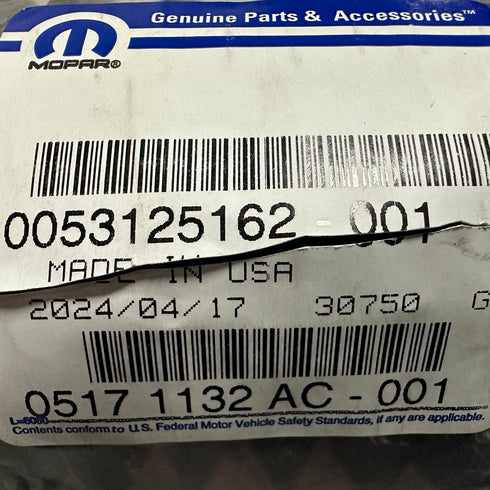 Genuine Parts & Accessories™
MOPAR®
0053125162 - 001
MADE IN USA
2024/04/17 30750 G
0517 1132 AC - 001
Contents conform to U.S. Federal Motor Vehicle Safety Standards, if any are applicable.